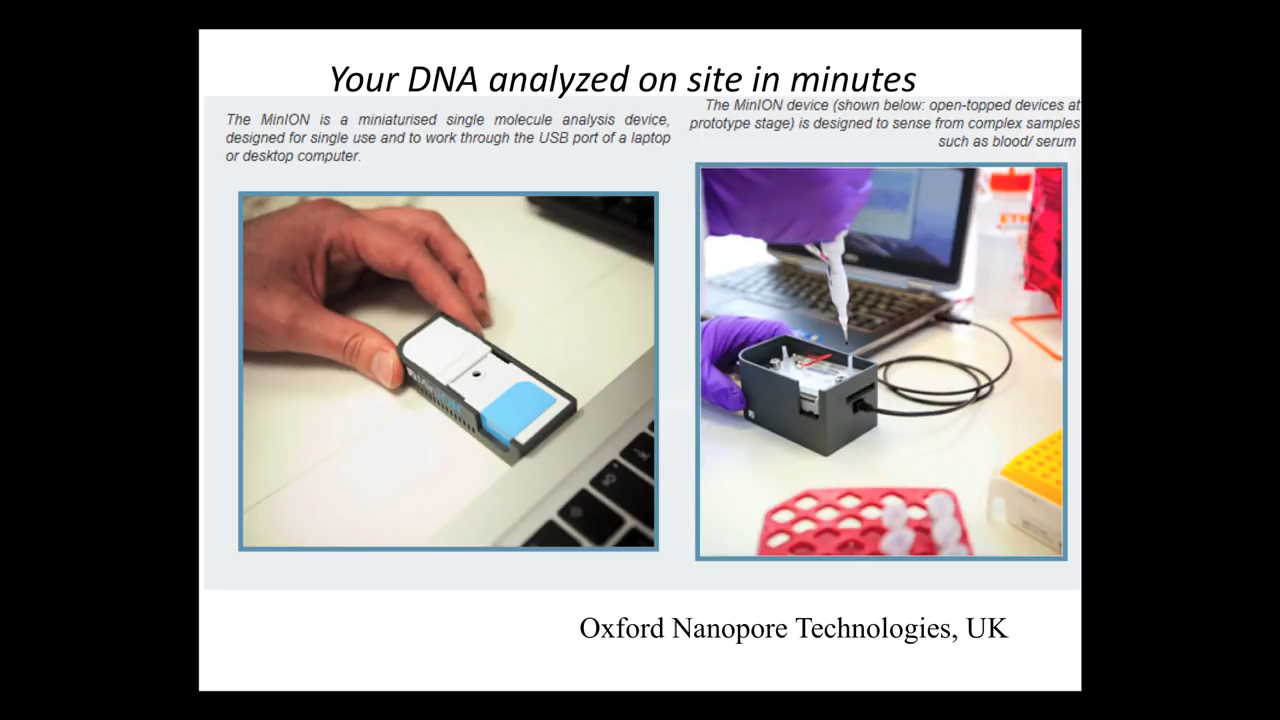 Your DNA analyzed on site in minutes
The MinION is a miniaturised single molecule analysis device,
designed for single use and to work through the USB port of a laptop
or desktop computer.
The MinION device (shown below: open-topped devices at
prototype stage) is designed to sense from complex samples
such as blood/ serum
ETH
Oxford Nanopore Technologies, UK